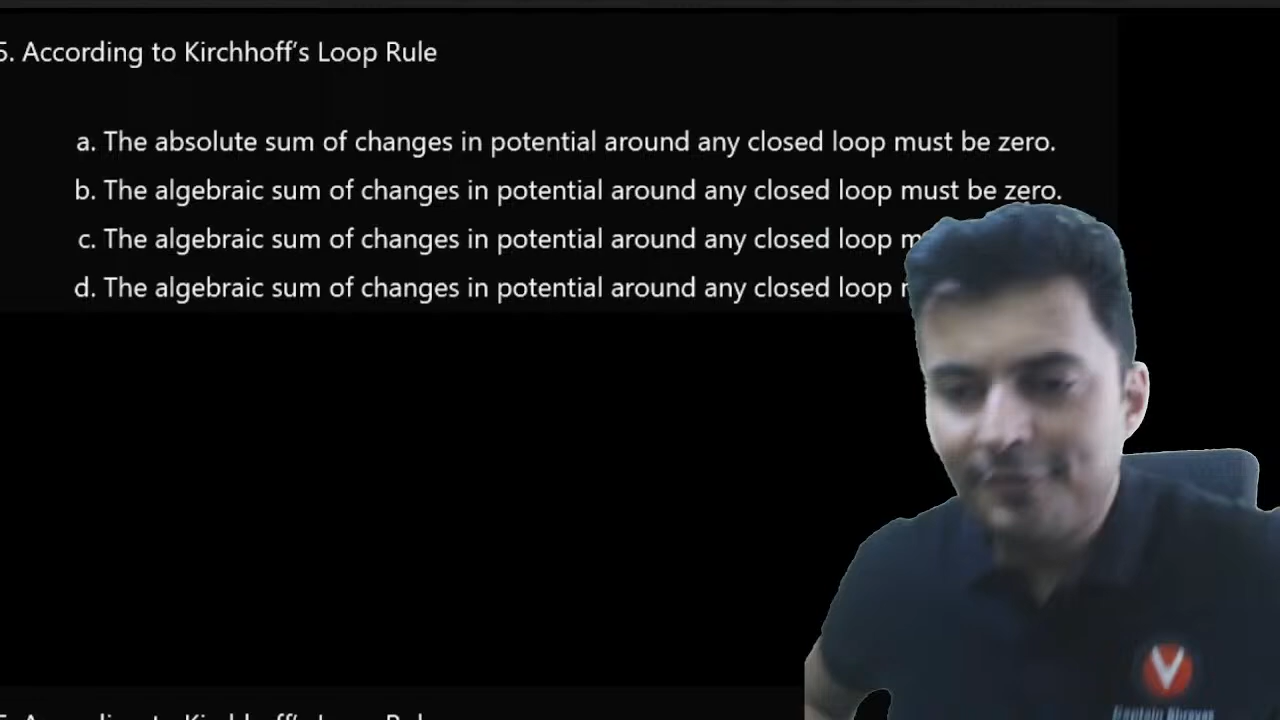 5. According to Kirchhoff's Loop Rule
a. The absolute sum of changes in potential around any closed loop must be zero.
b. The algebraic sum of changes in potential around any closed loop must be zero.
c. The algebraic sum of changes in potential around any closed loop
d. The algebraic sum of changes in potential around any closed loop